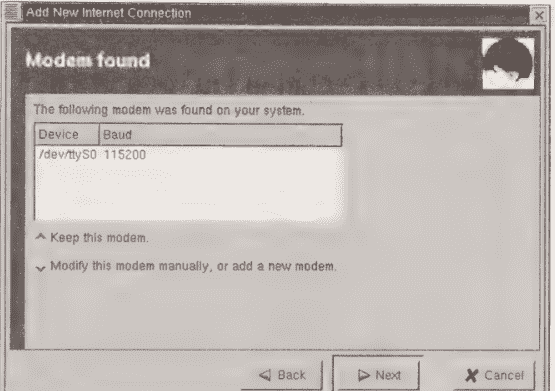 Add New Internet Connection
Modem found
The following modem was found on your system.
Device Baud
/dev/ttyS0 115200
Keep this modem.
Modify this modem manually, or add a new modem.
Back Next Cancel